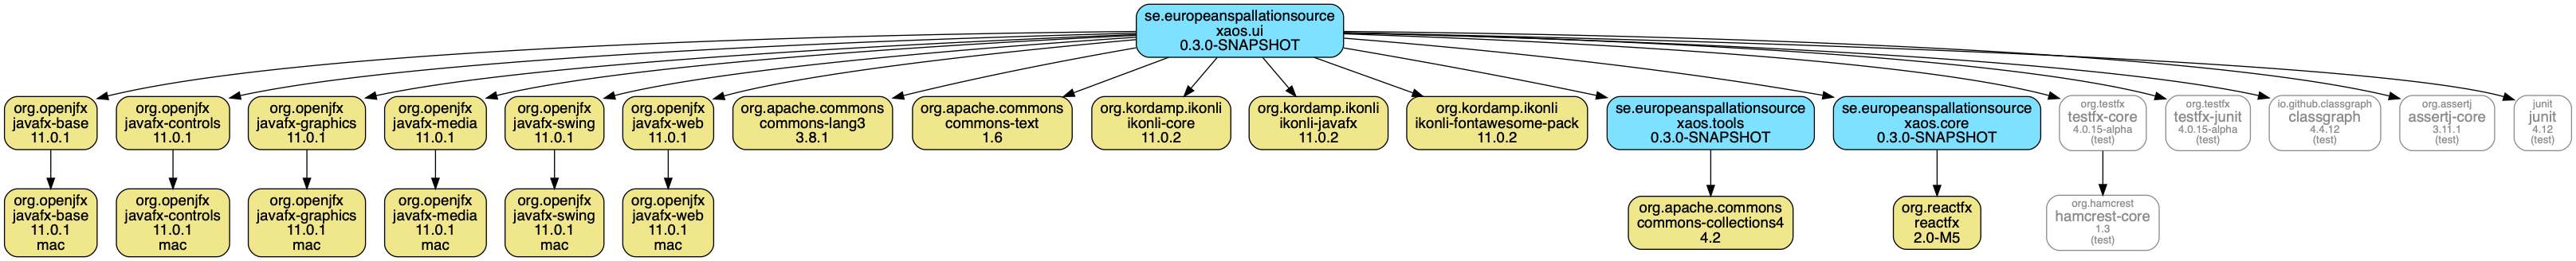 se.europeanspallationsource
xaos.ui
0.3.0-SNAPSHOT
org.openjfx
javafx-base
11.0.1
org.openjfx
javafx-controls
11.0.1
org.openjfx
javafx-graphics
11.0.1
org.openjfx
javafx-media
11.0.1
org.openjfx
javafx-swing
11.0.1
org.openjfx
javafx-web
11.0.1
org.apache.commons
commons-lang3
3.8.1
org.apache.commons
commons-text
1.6
org.kordamp.ikonli
ikonli-core
11.0.2
org.kordamp.ikonli
ikonli-javafx
11.0.2
org.kordamp.ikonli
ikonli-fontawesome-pack
11.0.2
se.europeanspallationsource
xaos.tools
0.3.0-SNAPSHOT
se.europeanspallationsource
xaos.core
0.3.0-SNAPSHOT
org.testfx
testfx-core
4.0.15-alpha
(test)
org.testfx
testfx-junit
4.0.15-alpha
(test)
io.github.classgraph
classgraph
4.4.12
(test)
org.assertj
assertj-core
3.11.1
(test)
junit
junit
4.12
(test)
org.openjfx
javafx-base
11.0.1
mac
org.openjfx
javafx-controls
11.0.1
mac
org.openjfx
javafx-graphics
11.0.1
mac
org.openjfx
javafx-media
11.0.1
mac
org.openjfx
javafx-swing
11.0.1
mac
org.openjfx
javafx-web
11.0.1
mac
org.apache.commons
commons-collections4
4.2
org.reactfx
reactfx
2.0-M5
org.hamcrest
hamcrest-core
1.3
(test)